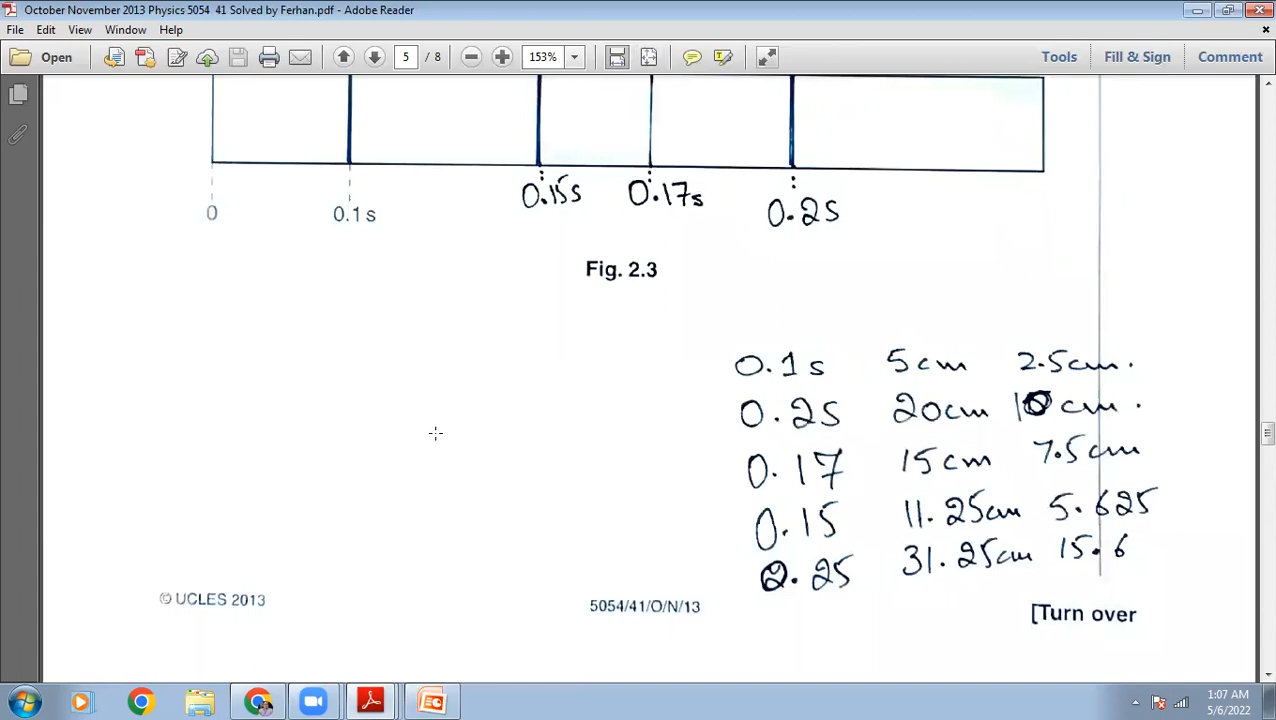 October November 2013 Physics 5054 41 Solved by Ferhan.pdf - Adobe Reader
File Edit View Window Help
Open 5 / 8 153% Tools Fill & Sign Comment
0.15s 0.17s
0 0.1 s 0.2s
Fig. 2.3
0.1s 5cm 2.5cm.
0.2s 20cm 10cm.
0.17 15cm 7.5cm
0.15 11.25cm 5.625
2.25 31.25cm 15.6
© UCLES 2013 5054/41/O/N/13
[Turn over
1:07 AM
5/6/2022